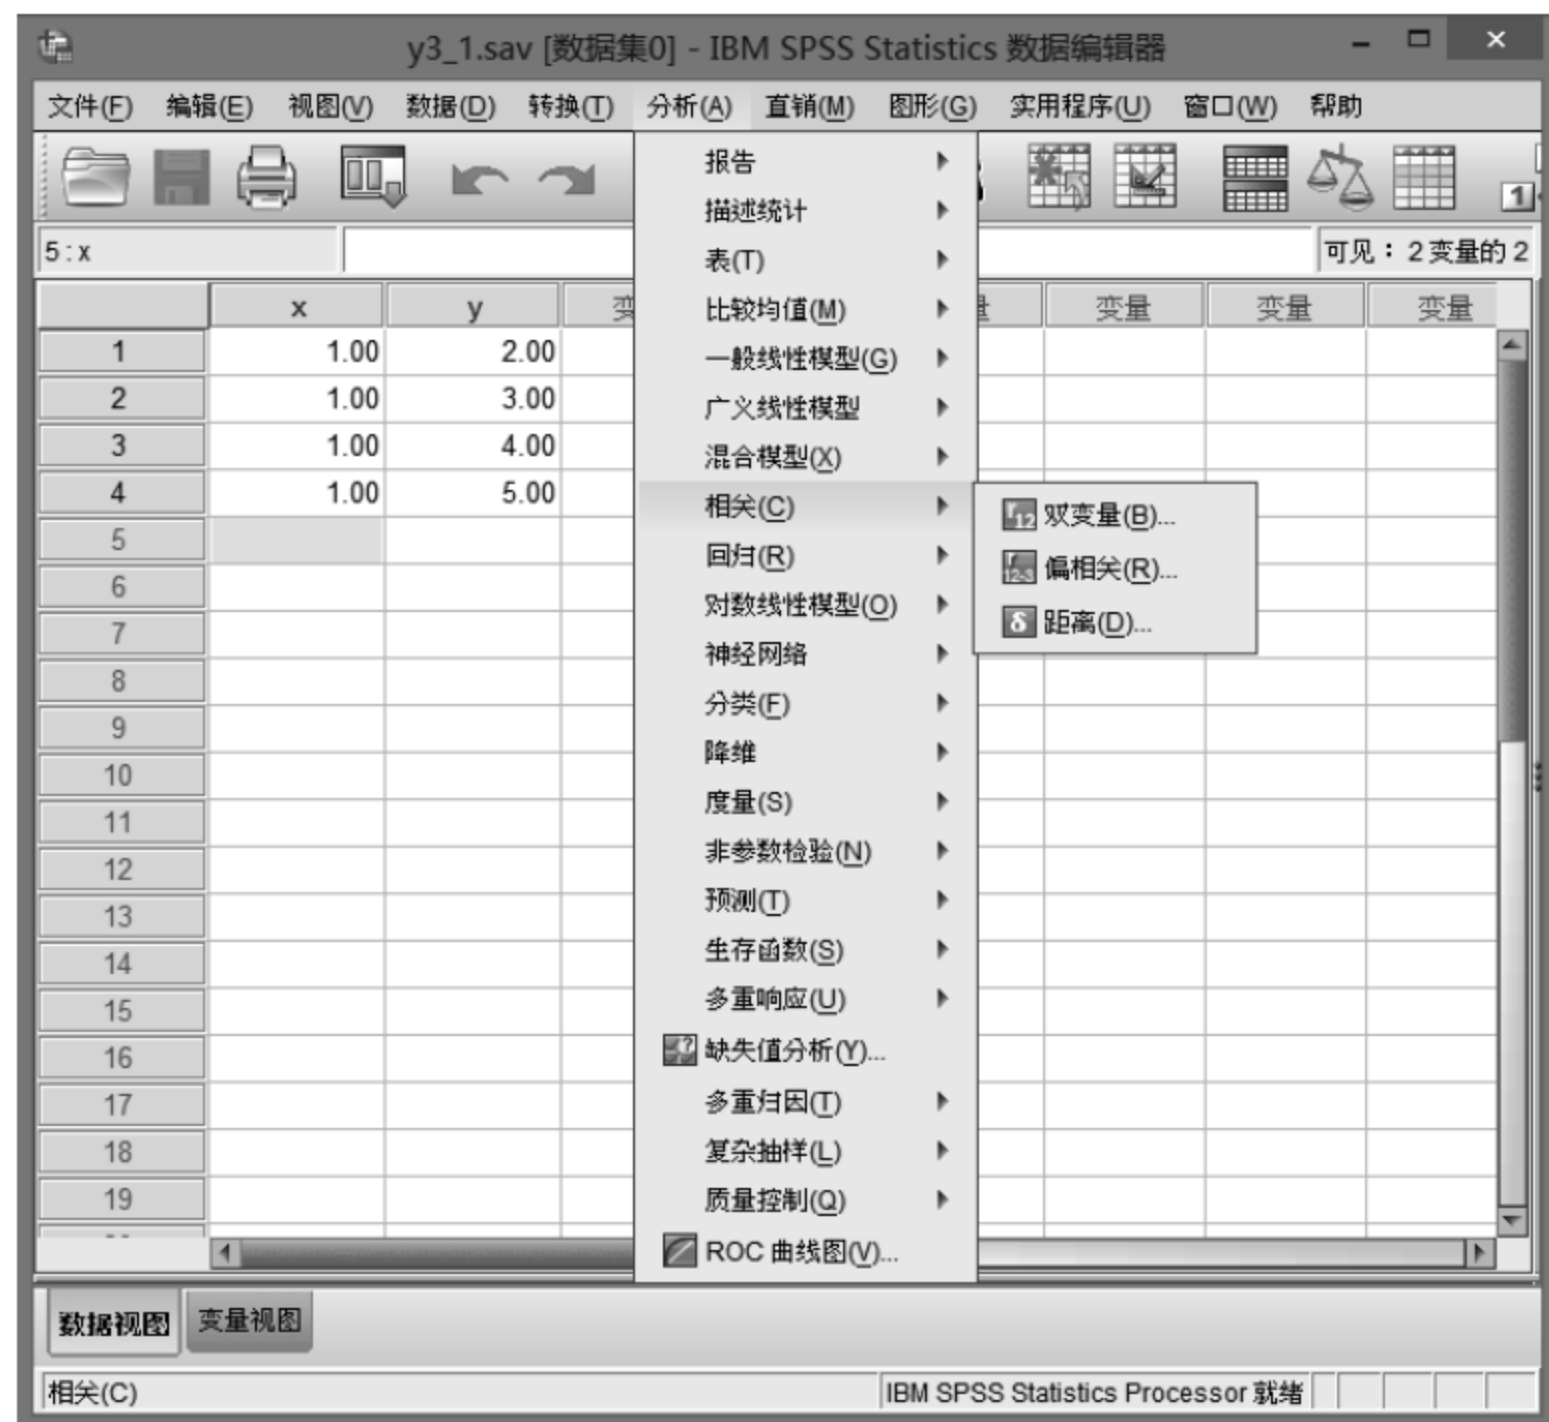 y3_1.sav [数据集0] - IBM SPSS Statistics 数据编辑器
文件(F) 编辑(E) 视图(V) 数据(D) 转换(T) 分析(A) 直销(M) 图形(G) 实用程序(U) 窗口(W) 帮助
1
5 : x
可见： 2 变量的 2
x y 变量 变量 变量
1 1.00 2.00
2 1.00 3.00
3 1.00 4.00
4 1.00 5.00
5
6
7
8
9
10
11
12
13
14
15
16
17
18
19
报告
描述统计
表(T)
比较均值(M)
一般线性模型(G)
广义线性模型
混合模型(X)
相关(C)
回归(R)
对数线性模型(O)
神经网络
分类(F)
降维
度量(S)
非参数检验(N)
预测(T)
生存函数(S)
多重响应(U)
缺失值分析(Y)...
多重归因(T)
复杂抽样(L)
质量控制(Q)
ROC 曲线图(V)...
r12 双变量(B)...
r12-3 偏相关(R)...
δ 距离(D)...
数据视图 变量视图
相关(C)
IBM SPSS Statistics Processor 就绪